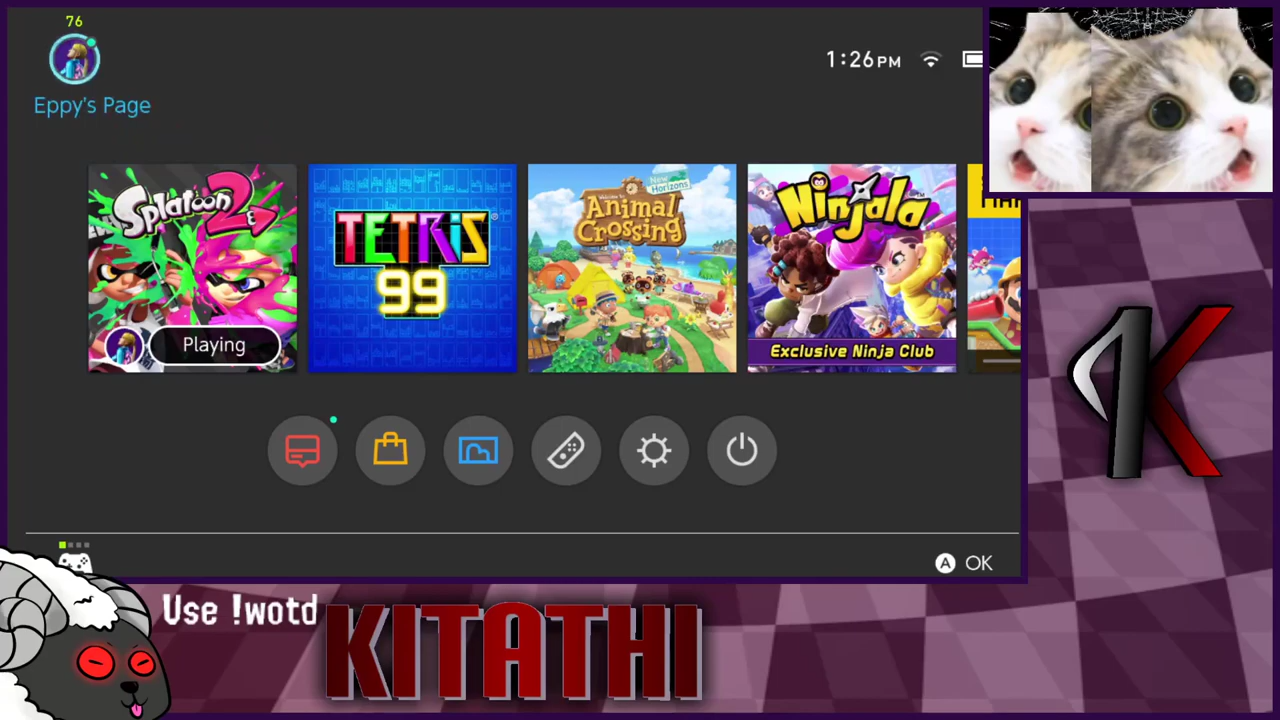 76
Eppy's Page
1:26 PM
Splatoon 2
Playing
TETRIS®
99
New Horizons
Animal Crossing
Ninjala
Exclusive Ninja Club
A OK
K
Use !wotd
KITATHI